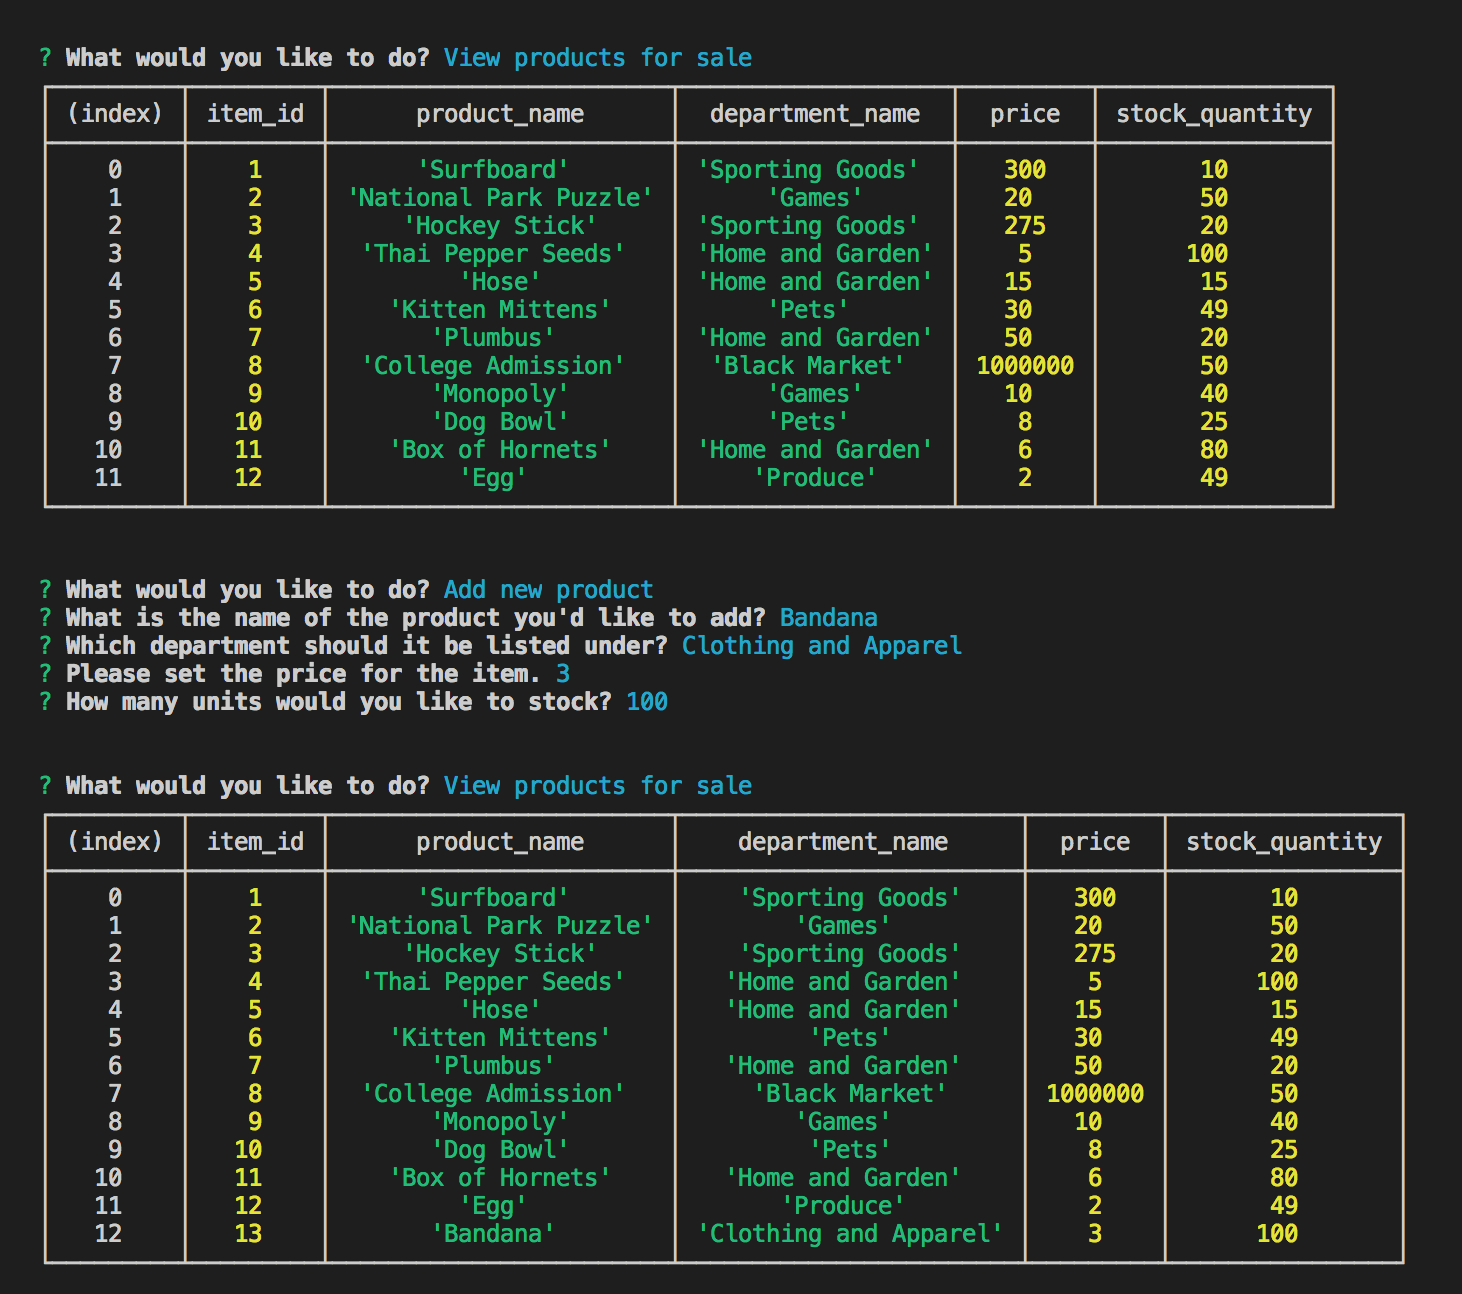 ? What would you like to do? View products for sale
(index) item_id product_name department_name price stock_quantity
0 1 'Surfboard' 'Sporting Goods' 300 10
1 2 'National Park Puzzle' 'Games' 20 50
2 3 'Hockey Stick' 'Sporting Goods' 275 20
3 4 'Thai Pepper Seeds' 'Home and Garden' 5 100
4 5 'Hose' 'Home and Garden' 15 15
5 6 'Kitten Mittens' 'Pets' 30 49
6 7 'Plumbus' 'Home and Garden' 50 20
7 8 'College Admission' 'Black Market' 1000000 50
8 9 'Monopoly' 'Games' 10 40
9 10 'Dog Bowl' 'Pets' 8 25
10 11 'Box of Hornets' 'Home and Garden' 6 80
11 12 'Egg' 'Produce' 2 49
? What would you like to do? Add new product
? What is the name of the product you'd like to add? Bandana
? Which department should it be listed under? Clothing and Apparel
? Please set the price for the item. 3
? How many units would you like to stock? 100
? What would you like to do? View products for sale
(index) item_id product_name department_name price stock_quantity
0 1 'Surfboard' 'Sporting Goods' 300 10
1 2 'National Park Puzzle' 'Games' 20 50
2 3 'Hockey Stick' 'Sporting Goods' 275 20
3 4 'Thai Pepper Seeds' 'Home and Garden' 5 100
4 5 'Hose' 'Home and Garden' 15 15
5 6 'Kitten Mittens' 'Pets' 30 49
6 7 'Plumbus' 'Home and Garden' 50 20
7 8 'College Admission' 'Black Market' 1000000 50
8 9 'Monopoly' 'Games' 10 40
9 10 'Dog Bowl' 'Pets' 8 25
10 11 'Box of Hornets' 'Home and Garden' 6 80
11 12 'Egg' 'Produce' 2 49
12 13 'Bandana' 'Clothing and Apparel' 3 100